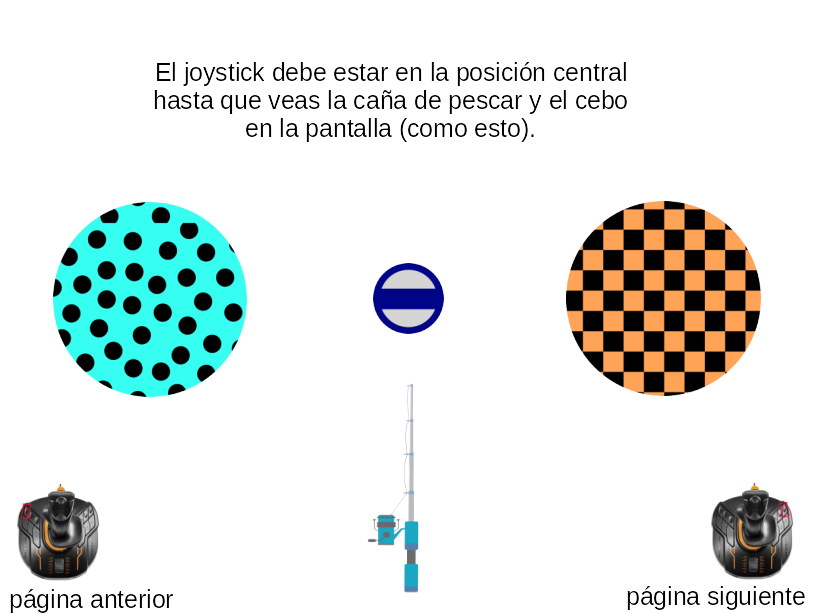 El joystick debe estar en la posición central
hasta que veas la caña de pescar y el cebo
en la pantalla (como esto).
página anterior
página siguiente